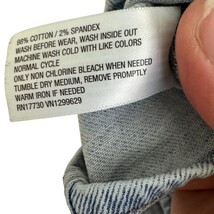 98% COTTON / 2% SPANDEX
WASH BEFORE WEAR, WASH INSIDE OUT
MACHINE WASH COLD WITH LIKE COLORS
NORMAL CYCLE
ONLY NON CHLORINE BLEACH WHEN NEEDED
TUMBLE DRY MEDIUM, REMOVE PROMPTLY
WARM IRON IF NEEDED
RN17730 VN1299629